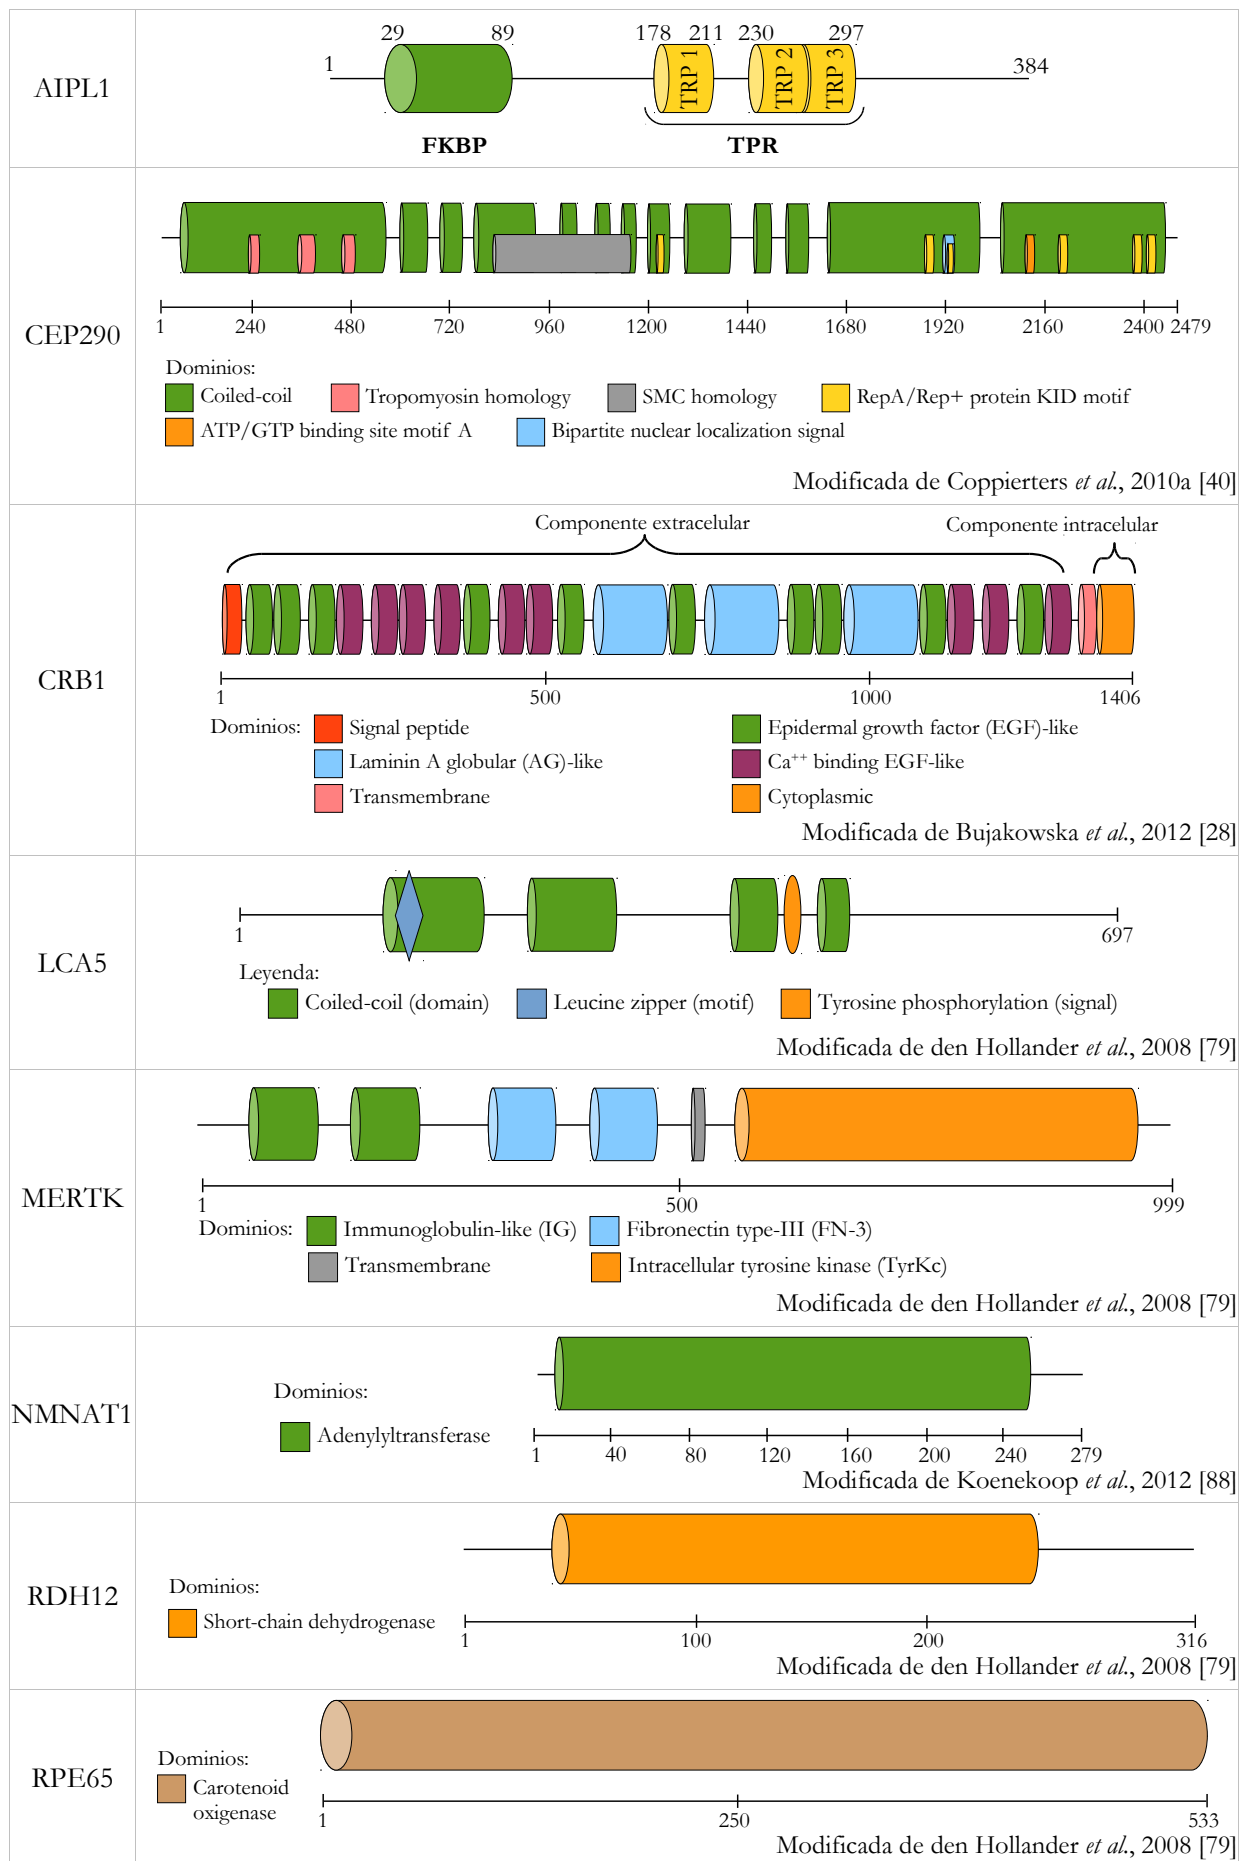 AIPL1
29 89 178 211 230 297
1 384
TRP 1 TRP 2 TRP 3
FKBP TPR
CEP290
1 240 480 720 960 1200 1440 1680 1920 2160 2400 2479
Dominios:
Coiled-coil Tropomyosin homology SMC homology RepA/Rep+ protein KID motif
ATP/GTP binding site motif A Bipartite nuclear localization signal
Modificada de Coppierters et al., 2010a [40]
Componente extracelular Componente intracelular
CRB1
1 500 1000 1406
Dominios: Signal peptide Epidermal growth factor (EGF)-like
Laminin A globular (AG)-like Ca⁺⁺ binding EGF-like
Transmembrane Cytoplasmic
Modificada de Bujakowska et al., 2012 [28]
LCA5
1 697
Leyenda:
Coiled-coil (domain) Leucine zipper (motif) Tyrosine phosphorylation (signal)
Modificada de den Hollander et al., 2008 [79]
MERTK
1 500 999
Dominios: Immunoglobulin-like (IG) Fibronectin type-III (FN-3)
Transmembrane Intracellular tyrosine kinase (TyrKc)
Modificada de den Hollander et al., 2008 [79]
NMNAT1
Dominios:
Adenylyltransferase
1 40 80 120 160 200 240 279
Modificada de Koenekoop et al., 2012 [88]
RDH12
Dominios:
Short-chain dehydrogenase
1 100 200 316
Modificada de den Hollander et al., 2008 [79]
RPE65
Dominios:
Carotenoid
oxigenase
1 250 533
Modificada de den Hollander et al., 2008 [79]